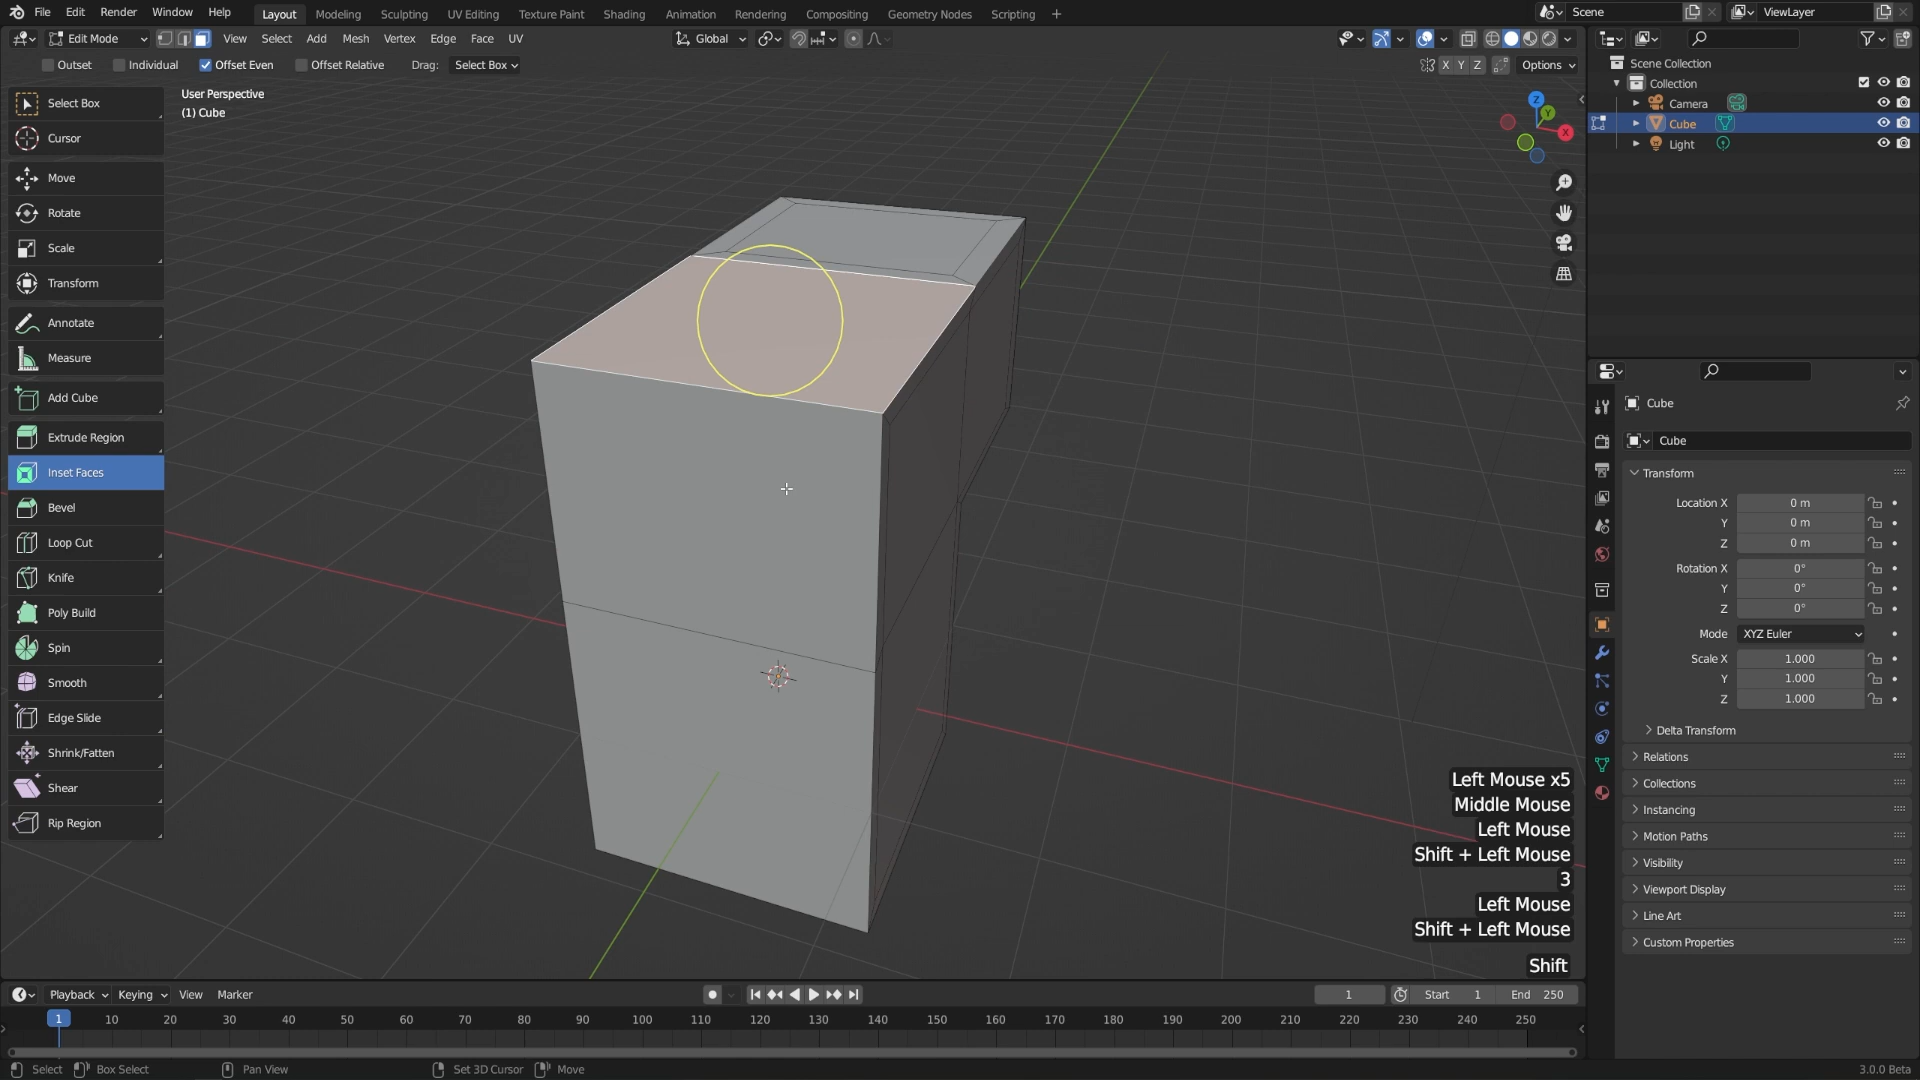 File Edit Render Window Help Layout Modeling Sculpting UV Editing Texture Paint Shading Animation Rendering Compositing Geometry Nodes Scripting + Scene ViewLayer
Edit Mode View Select Add Mesh Vertex Edge Face UV Global
Outset Individual Offset Even Offset Relative Drag: Select Box X Y Z Options
User Perspective
(1) Cube
Select Box
Cursor
Move
Rotate
Scale
Transform
Annotate
Measure
Add Cube
Extrude Region
Inset Faces
Bevel
Loop Cut
Knife
Poly Build
Spin
Smooth
Edge Slide
Shrink/Fatten
Shear
Rip Region
Z
Y
X
Left Mouse x5
Middle Mouse
Left Mouse
Shift + Left Mouse
3
Left Mouse
Shift + Left Mouse
Shift
Scene Collection
Collection
Camera
Cube
Light
Cube
Cube
Transform
Location X 0 m
Y 0 m
Z 0 m
Rotation X 0°
Y 0°
Z 0°
Mode XYZ Euler
Scale X 1.000
Y 1.000
Z 1.000
Delta Transform
Relations
Collections
Instancing
Motion Paths
Visibility
Viewport Display
Line Art
Custom Properties
Playback Keying View Marker 1 Start 1 End 250
1 10 20 30 40 50 60 70 80 90 100 110 120 130 140 150 160 170 180 190 200 210 220 230 240 250
Select Box Select Pan View Set 3D Cursor Move 3.0.0 Beta